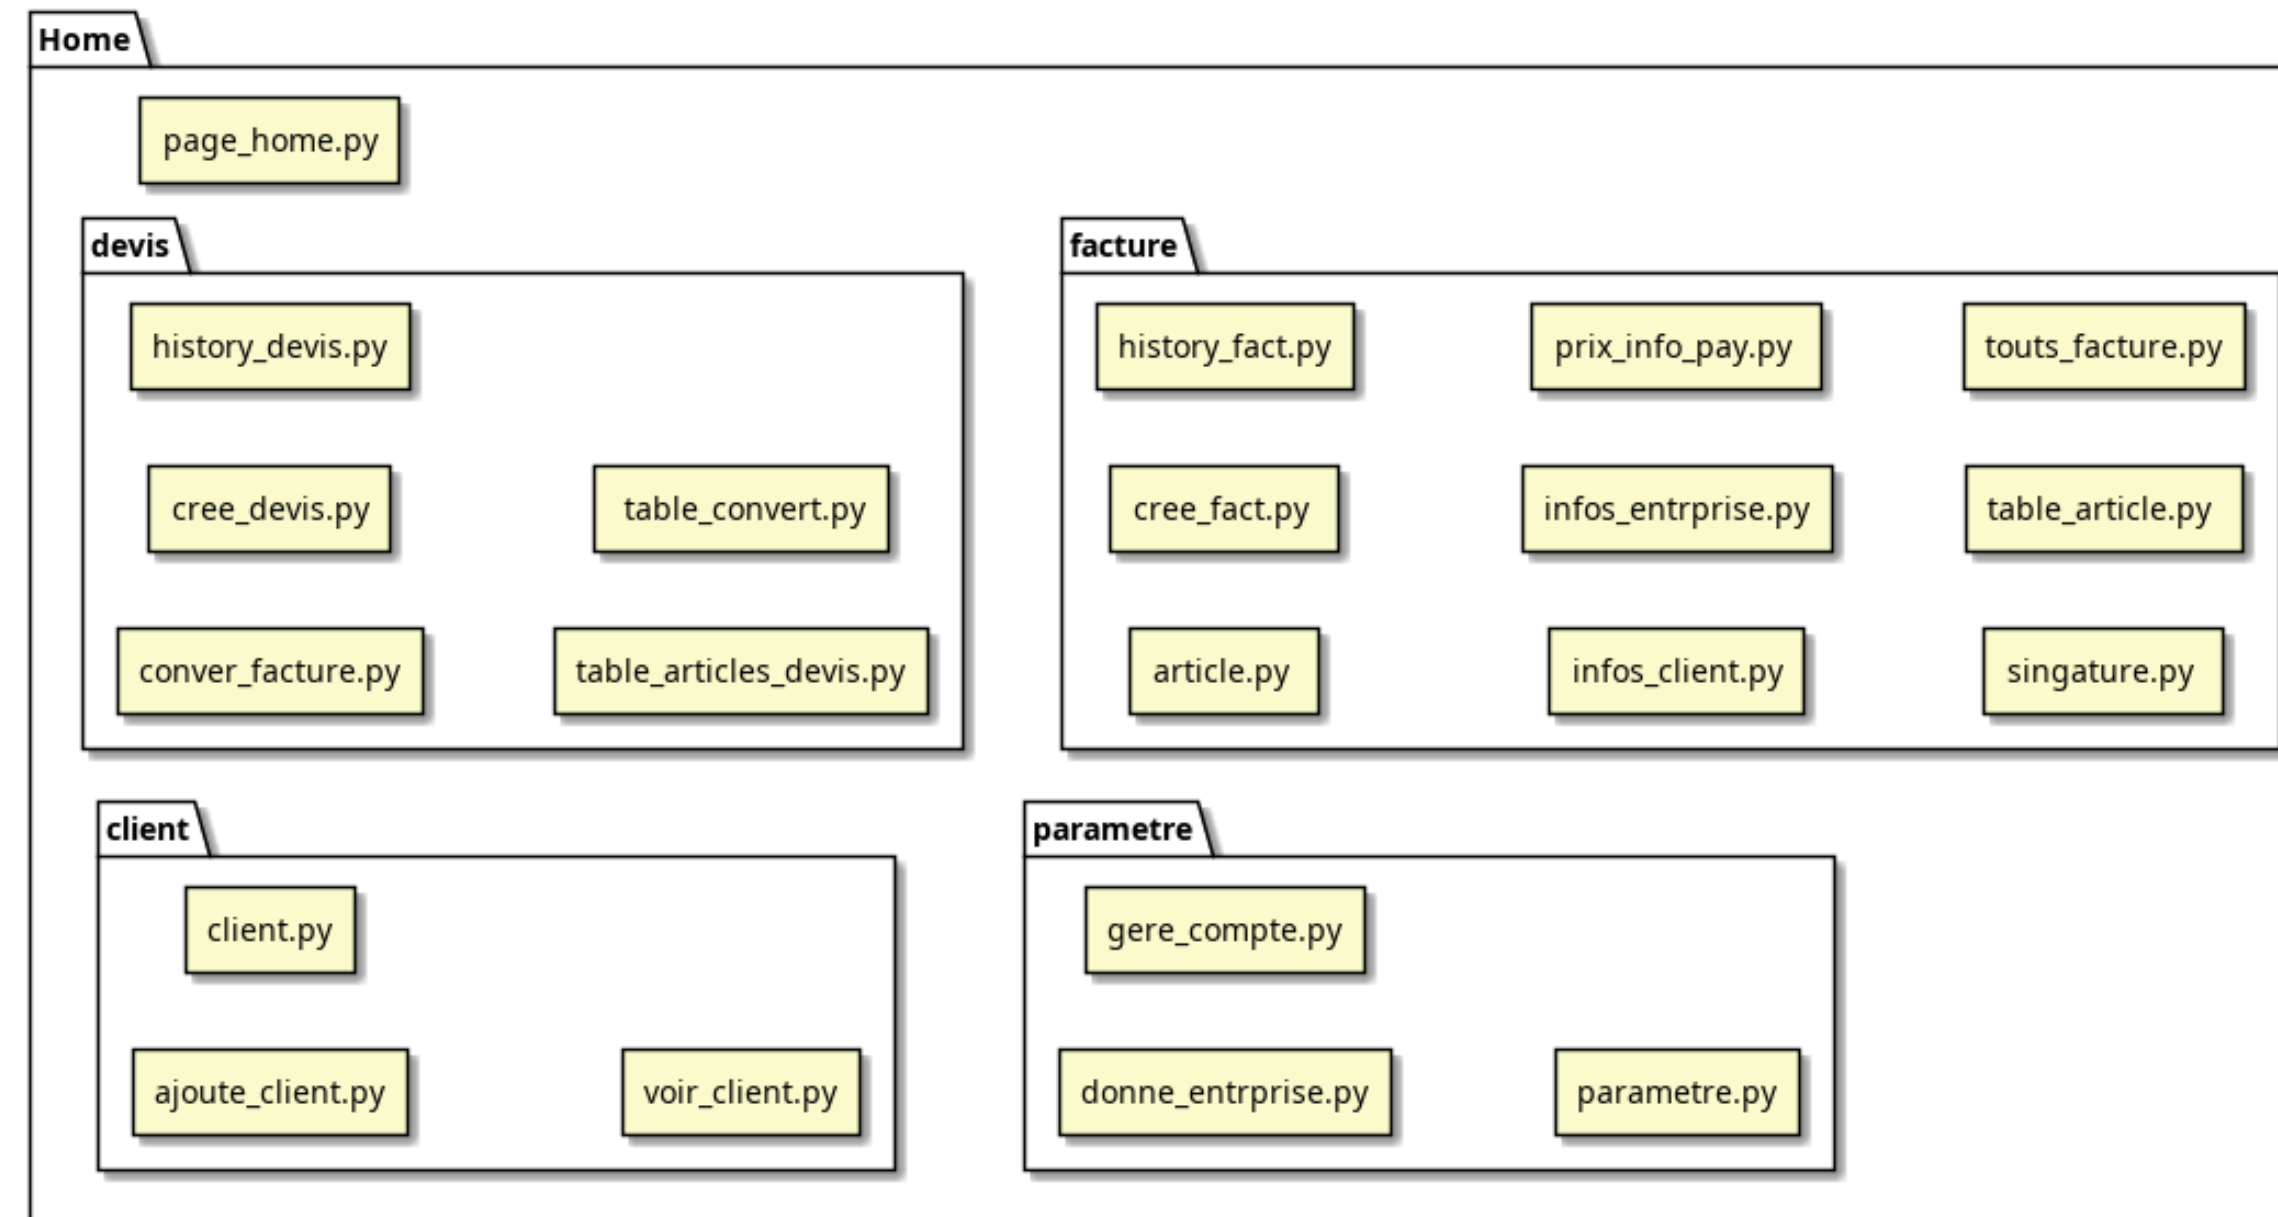 Home
page_home.py
devis
history_devis.py
cree_devis.py
table_convert.py
conver_facture.py
table_articles_devis.py
facture
history_fact.py
prix_info_pay.py
touts_facture.py
cree_fact.py
infos_entrprise.py
table_article.py
article.py
infos_client.py
singature.py
client
client.py
ajoute_client.py
voir_client.py
parametre
gere_compte.py
donne_entrprise.py
parametre.py